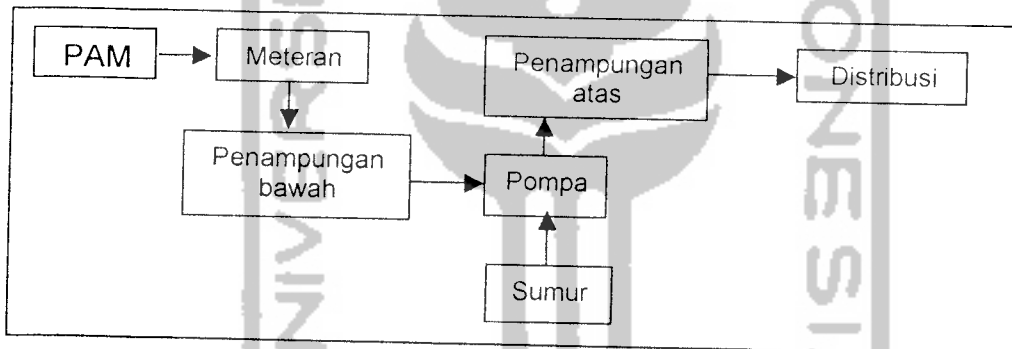 PAM
Meteran
Penampungan
atas
Distribusi
Penampungan
bawah
Pompa
Sumur